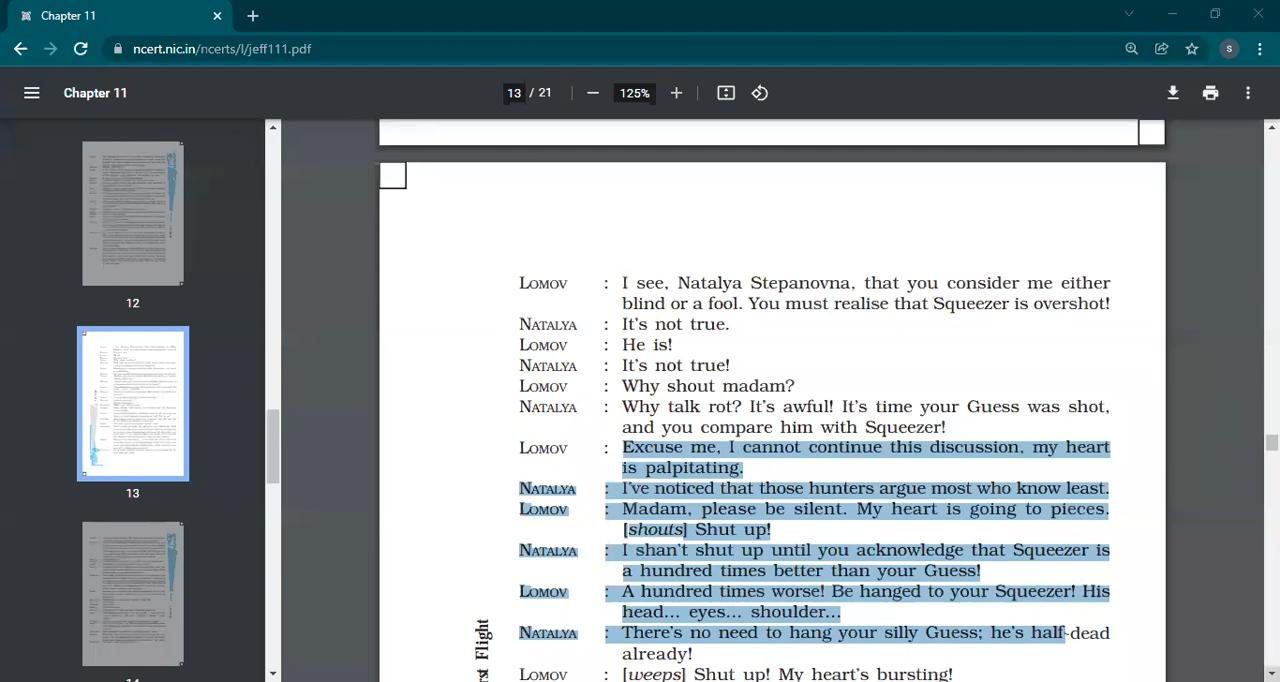 Chapter 11
ncert.nic.in/ncerts/l/jeff111.pdf
S
Chapter 11
13 / 21
125%
12
13
LOMOV : I see, Natalya Stepanovna, that you consider me either
blind or a fool. You must realise that Squeezer is overshot!
NATALYA : It's not true.
LOMOV : He is!
NATALYA : It's not true!
LOMOV : Why shout madam?
NATALYA : Why talk rot? It's awful! It's time your Guess was shot,
and you compare him with Squeezer!
LOMOV : Excuse me, I cannot continue this discussion, my heart
is palpitating.
NATALYA : I've noticed that those hunters argue most who know least.
LOMOV : Madam, please be silent. My heart is going to pieces.
[shouts] Shut up!
NATALYA : I shan't shut up until you acknowledge that Squeezer is
a hundred times better than your Guess!
LOMOV : A hundred times worse! Be hanged to your Squeezer! His
head... eyes... shoulder...
NATALYA : There's no need to hang your silly Guess; he's half-dead
already!
LOMOV : [weeps] Shut up! My heart's bursting!
rst Flight